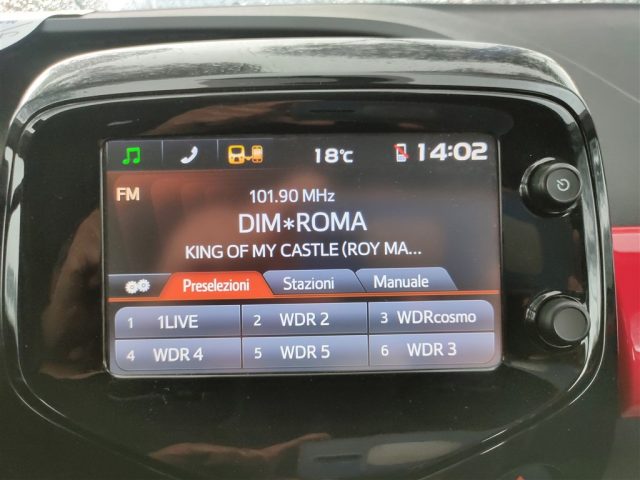 18°C 14:02
FM
101.90 MHz
DIM*ROMA
KING OF MY CASTLE (ROY MA...
Preselezioni Stazioni Manuale
1 1LIVE 2 WDR 2 3 WDRcosmo
4 WDR 4 5 WDR 5 6 WDR 3